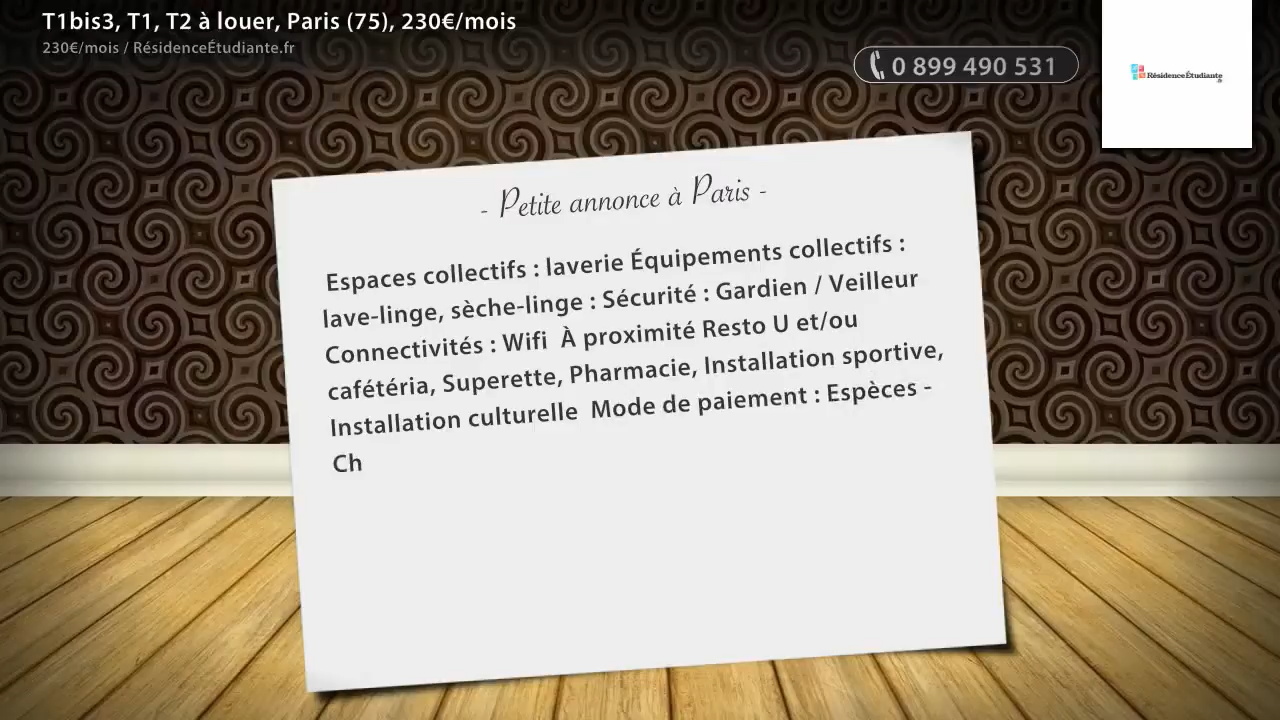 T1bis3, T1, T2 à louer, Paris (75), 230€/mois
230€/mois / RésidenceÉtudiante.fr
0 899 490 531
RésidenceÉtudiante
.fr
- Petite annonce à Paris -
Espaces collectifs : laverie Équipements collectifs :
lave-linge, sèche-linge : Sécurité : Gardien / Veilleur
Connectivités : Wifi  À proximité Resto U et/ou
cafétéria, Superette, Pharmacie, Installation sportive,
Installation culturelle  Mode de paiement : Espèces -
Ch